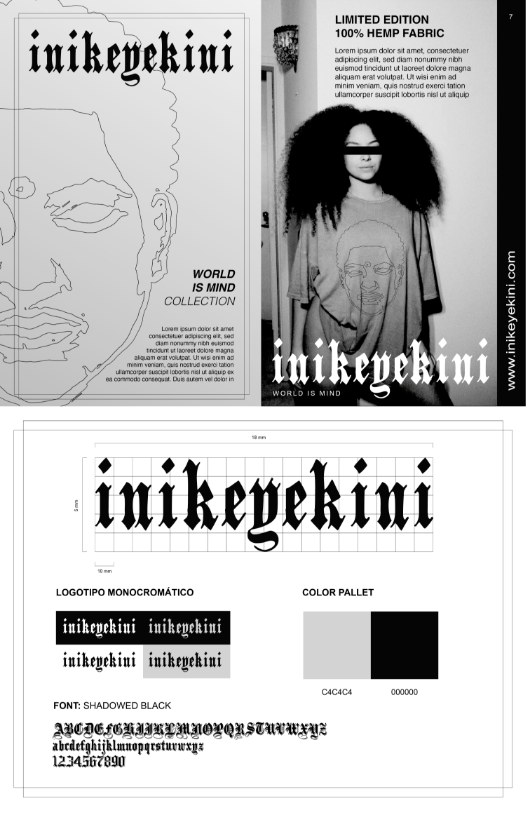 inikeyekini
WORLD
IS MIND
COLLECTION
Lorem ipsum dolor sit amet
consectetuer adipiscing elit, sed
diam nonummy nibh euismod
tincidunt ut laoreet dolore magna
aliquam erat volutpat. Ut wisi enim ad
minim veniam, quis nostrud exerci tation
ullamcorper suscipit lobortis nisl ut aliquip ex
ea commodo consequat. Duis autem vel dolor in
LIMITED EDITION
100% HEMP FABRIC
Lorem ipsum dolor sit amet, consectetuer
adipiscing elit, sed diam nonummy nibh
euismod tincidunt ut laoreet dolore magna
aliquam erat volutpat. Ut wisi enim ad
minim veniam, quis nostrud exerci tation
ullamcorper suscipit lobortis nisl ut aliquip
7
inikeyekini
WORLD IS MIND
www.inikeyekini.com
18 mm
5 mm
inikeyekini
10 mm
LOGOTIPO MONOCROMÁTICO
inikeyekini inikeyekini
inikeyekini inikeyekini
COLOR PALLET
C4C4C4 000000
FONT: SHADOWED BLACK
ABCDEFGHIJKLMNOPQRSTUVWXYZ
abcdefghijklmnopqrstuvwxyz
1234567890